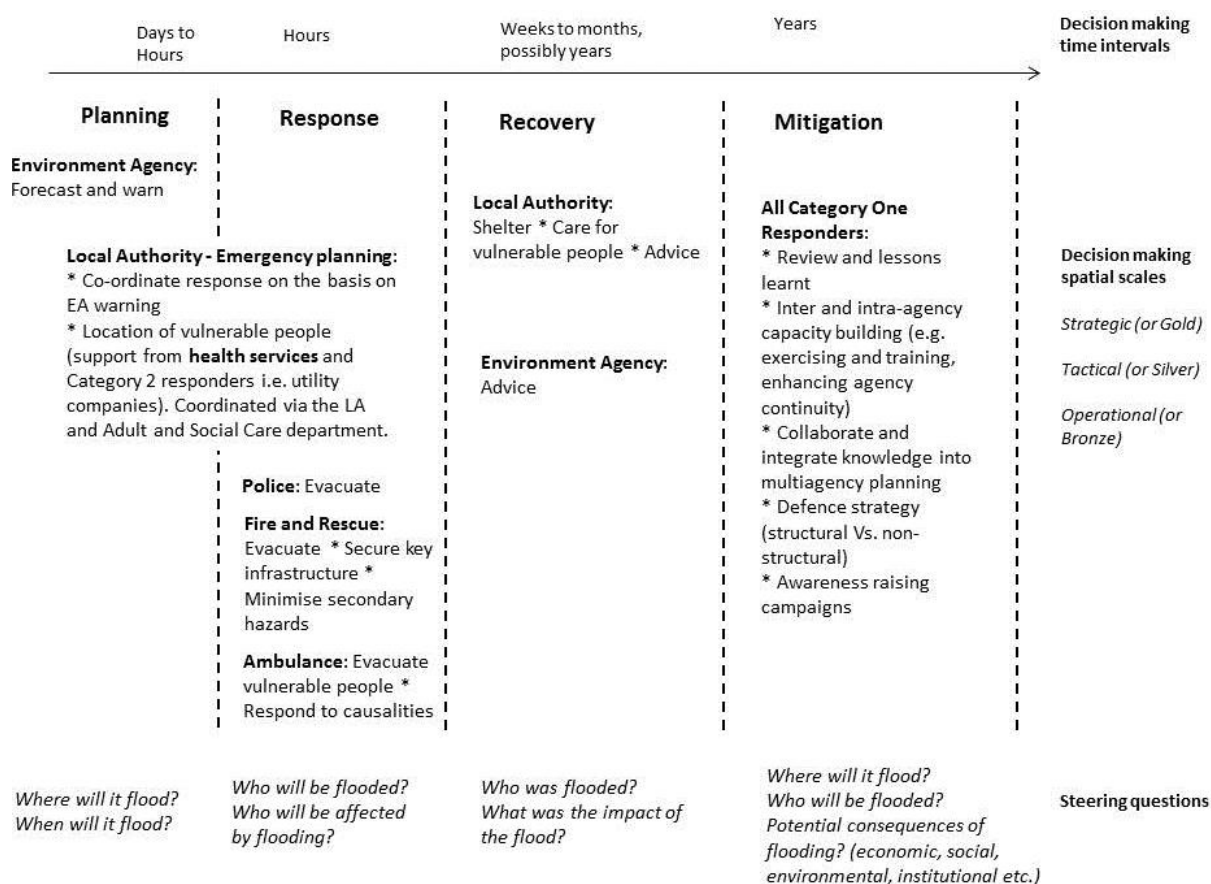 Days to
Hours
Hours
Weeks to months,
possibly years
Years
Decision making
time intervals
Planning
Response
Recovery
Mitigation
Environment Agency:
Forecast and warn
Local Authority - Emergency planning:
* Co-ordinate response on the basis on
EA warning
* Location of vulnerable people
(support from health services and
Category 2 responders i.e. utility
companies). Coordinated via the LA
and Adult and Social Care department.
Police: Evacuate
Fire and Rescue:
Evacuate * Secure key
infrastructure *
Minimise secondary
hazards
Ambulance: Evacuate
vulnerable people *
Respond to causalities
Local Authority:
Shelter * Care for
vulnerable people * Advice
Environment Agency:
Advice
All Category One
Responders:
* Review and lessons
learnt
* Inter and intra-agency
capacity building (e.g.
exercising and training,
enhancing agency
continuity)
* Collaborate and
integrate knowledge into
multiagency planning
* Defence strategy
(structural Vs. non-
structural)
* Awareness raising
campaigns
Decision making
spatial scales
Strategic (or Gold)
Tactical (or Silver)
Operational (or
Bronze)
Where will it flood?
When will it flood?
Who will be flooded?
Who will be affected
by flooding?
Who was flooded?
What was the impact of
the flood?
Where will it flood?
Who will be flooded?
Potential consequences of
flooding? (economic, social,
environmental, institutional etc.)
Steering questions